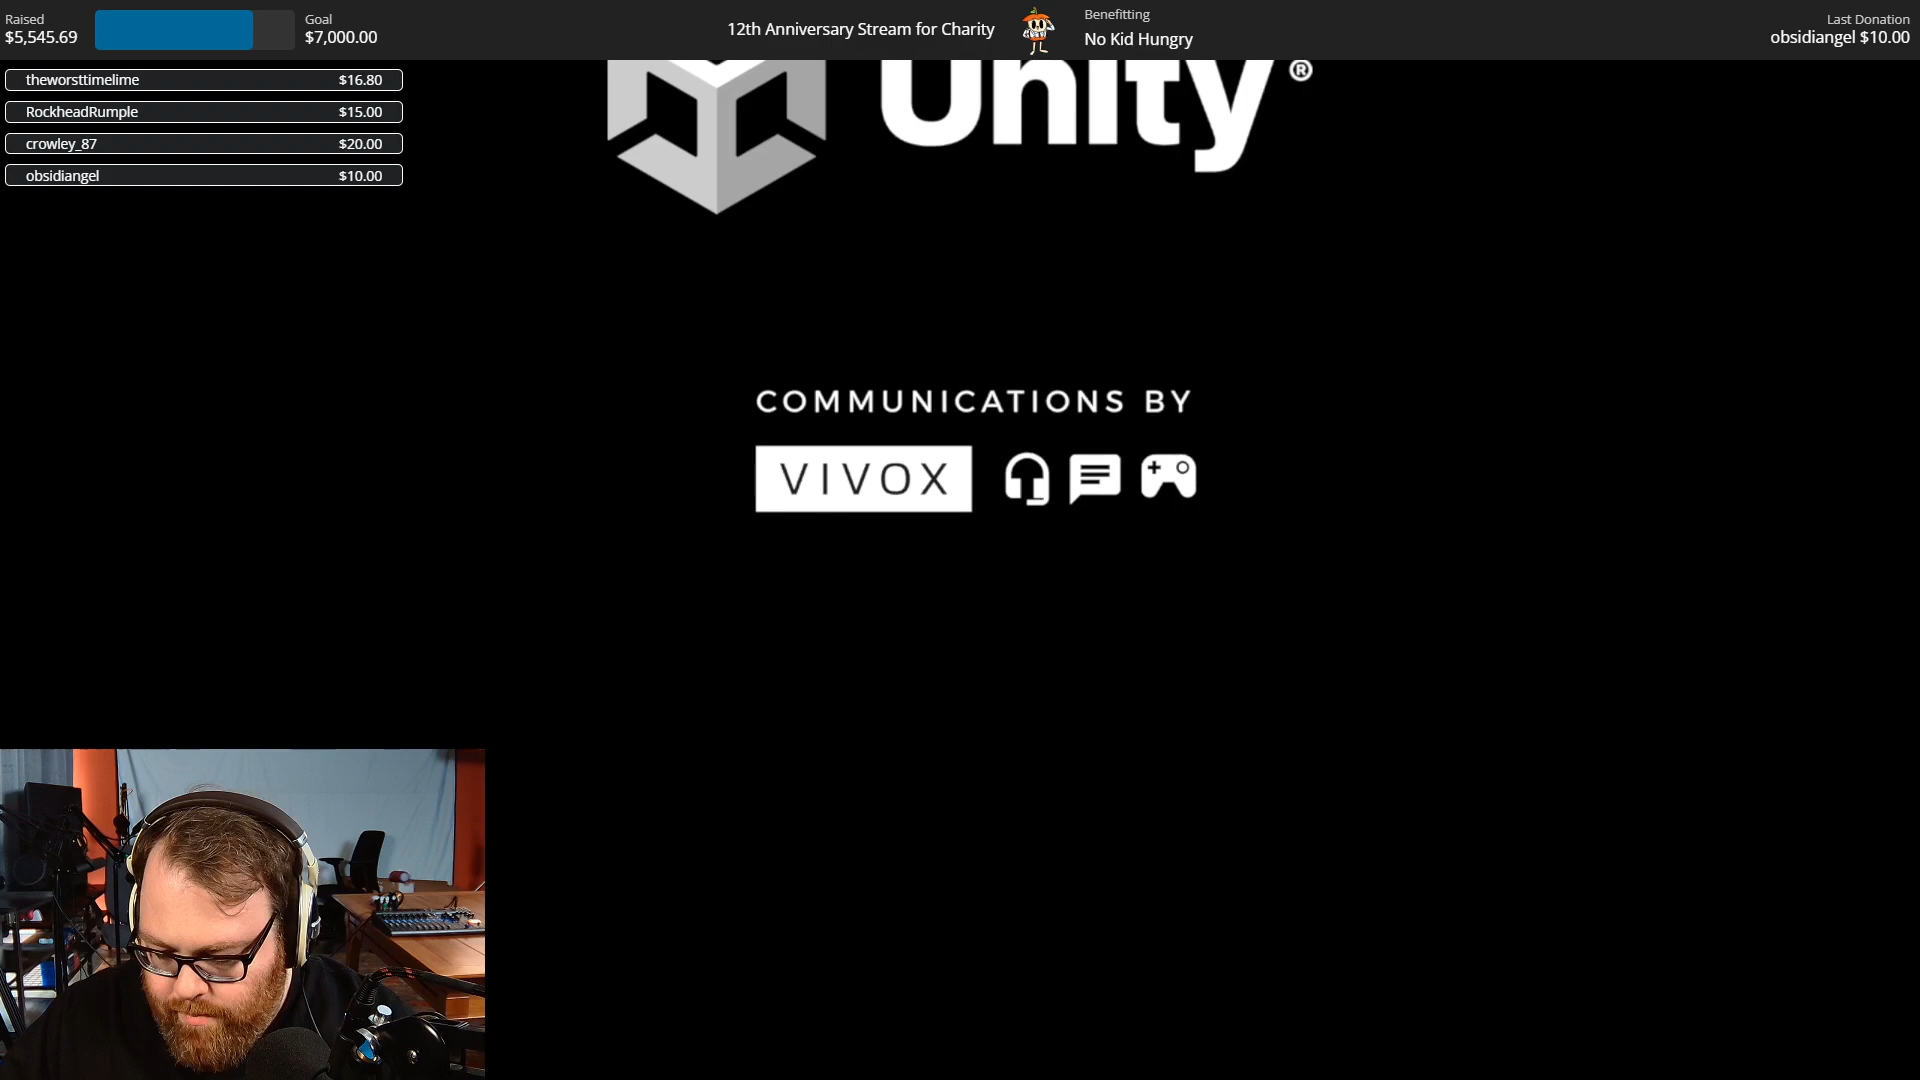 Raised
$5,545.69
Goal
$7,000.00
12th Anniversary Stream for Charity
Benefitting
No Kid Hungry
Last Donation
obsidiangel $10.00
theworsttimelime $16.80
RockheadRumple $15.00
crowley_87 $20.00
obsidiangel $10.00
Unity®
COMMUNICATIONS BY
VIVOX